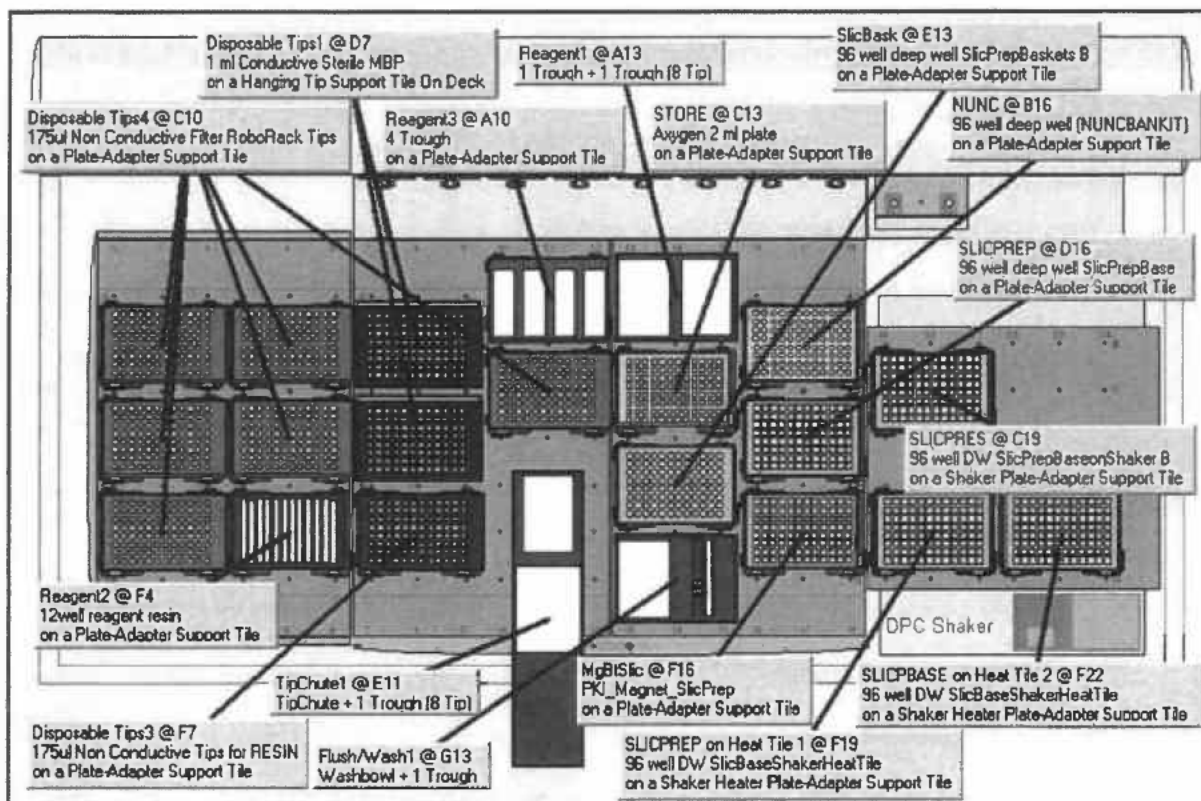 Disposable Tips1 @ D7
1 ml Conductive Sterile MBP
on a Hanging Tip Support Tile On Deck
Reagent1 @ A13
1 Trough + 1 Trough (8 Tip)
SlicBask @ E13
96 well deep well SlicPrepBaskets B
on a Plate-Adapter Support Tile
Disposable Tips4 @ C10
175ul Non Conductive Filter RoboRack Tips
on a Plate-Adapter Support Tile
Reagent3 @ A10
4 Trough
on a Plate-Adapter Support Tile
STORE @ C13
Axygen 2 ml plate
on a Plate-Adapter Support Tile
NUNC @ B16
96 well deep well (NUNCBANKIT)
on a Plate-Adapter Support Tile
SLICPREP @ D16
96 well deep well SlicPrepBase
on a Plate-Adapter Support Tile
SLICPRES @ C19
96 well DW SlicPrepBaseonShaker B
on a Shaker Plate-Adapter Support Tile
Reagent2 @ F4
12well reagent resin
on a Plate-Adapter Support Tile
DPC Shaker
TipChute1 @ E11
TipChute + 1 Trough (8 Tip)
MgBtSlic @ F16
PKI_Magnet_SlicPrep
on a Plate-Adapter Support Tile
SLICPBASE on Heat Tile 2 @ F22
96 well DW SlicBaseShakerHeatTile
on a Shaker Heater Plate-Adapter Support Tile
Disposable Tips3 @ F7
175ul Non Conductive Tips for RESIN
on a Plate-Adapter Support Tile
Flush/Wash1 @ G13
Washbowl + 1 Trough
SLICPREP on Heat Tile 1 @ F19
96 well DW SlicBaseShakerHeatTile
on a Shaker Heater Plate-Adapter Support Tile